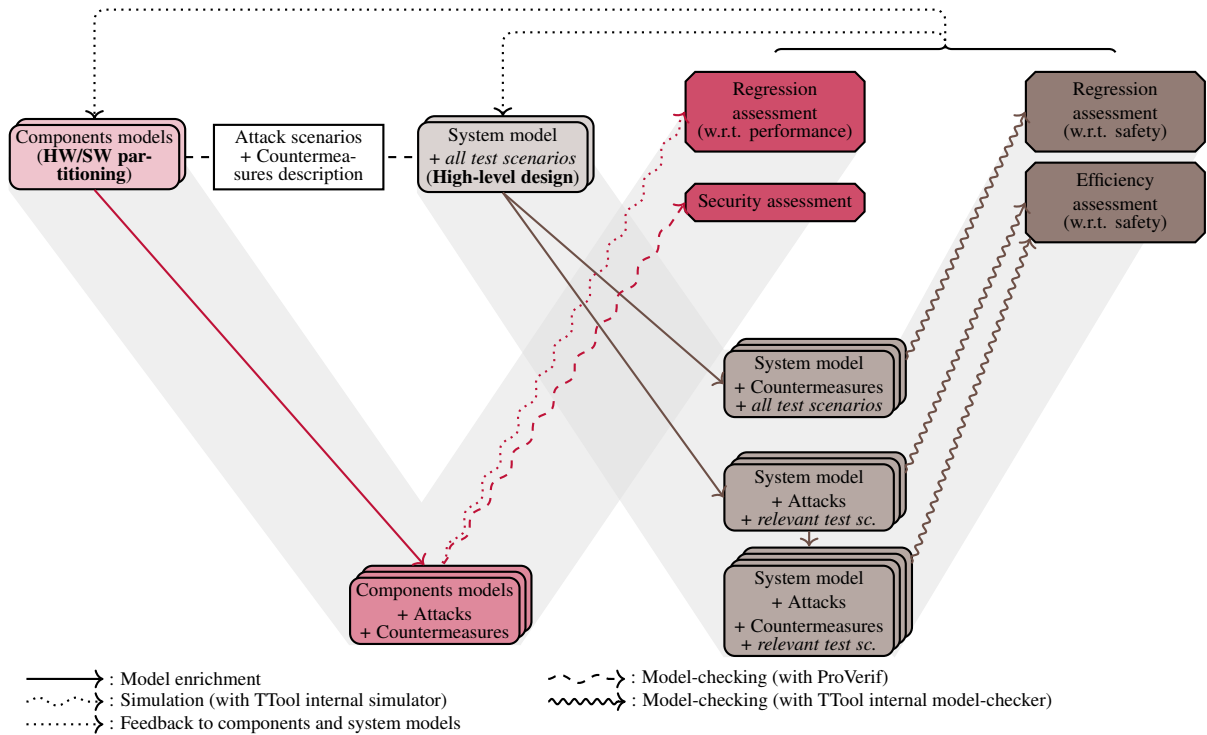 Components models
(HW/SW par-
titioning)
Attack scenarios
+ Countermea-
sures description
System model
+ all test scenarios
(High-level design)
Regression
assessment
(w.r.t. performance)
Security assessment
Regression
assessment
(w.r.t. safety)
Efficiency
assessment
(w.r.t. safety)
System model
+ Countermeasures
+ all test scenarios
System model
+ Attacks
+ relevant test sc.
System model
+ Attacks
+ Countermeasures
+ relevant test sc.
Components models
+ Attacks
+ Countermeasures
: Model enrichment
: Simulation (with TTool internal simulator)
: Feedback to components and system models
: Model-checking (with ProVerif)
: Model-checking (with TTool internal model-checker)